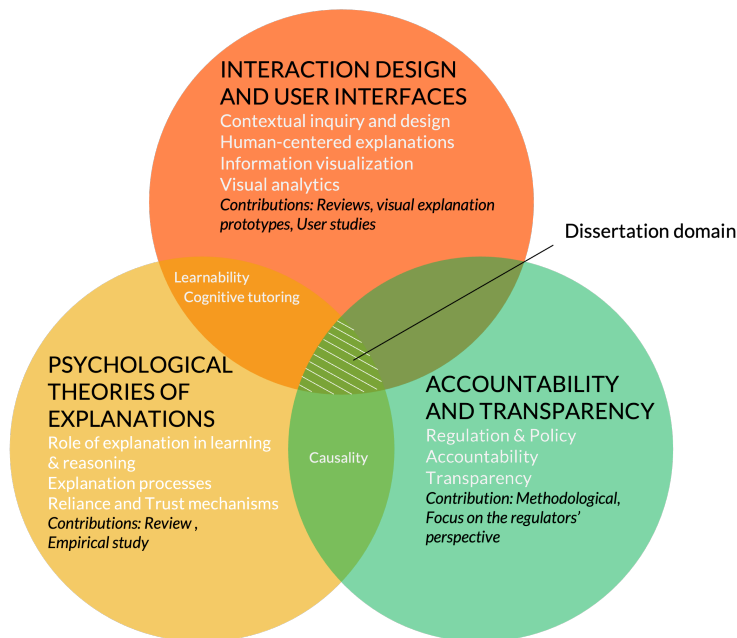 INTERACTION DESIGN
AND USER INTERFACES
Contextual inquiry and design
Human-centered explanations
Information visualization
Visual analytics
Contributions: Reviews, visual explanation
prototypes, User studies
Dissertation domain
Learnability
Cognitive tutoring
PSYCHOLOGICAL
THEORIES OF
EXPLANATIONS
Role of explanation in learning
& reasoning
Explanation processes
Reliance and Trust mechanisms
Contributions: Review ,
Empirical study
Causality
ACCOUNTABILITY
AND TRANSPARENCY
Regulation & Policy
Accountability
Transparency
Contribution: Methodological,
Focus on the regulators’
perspective